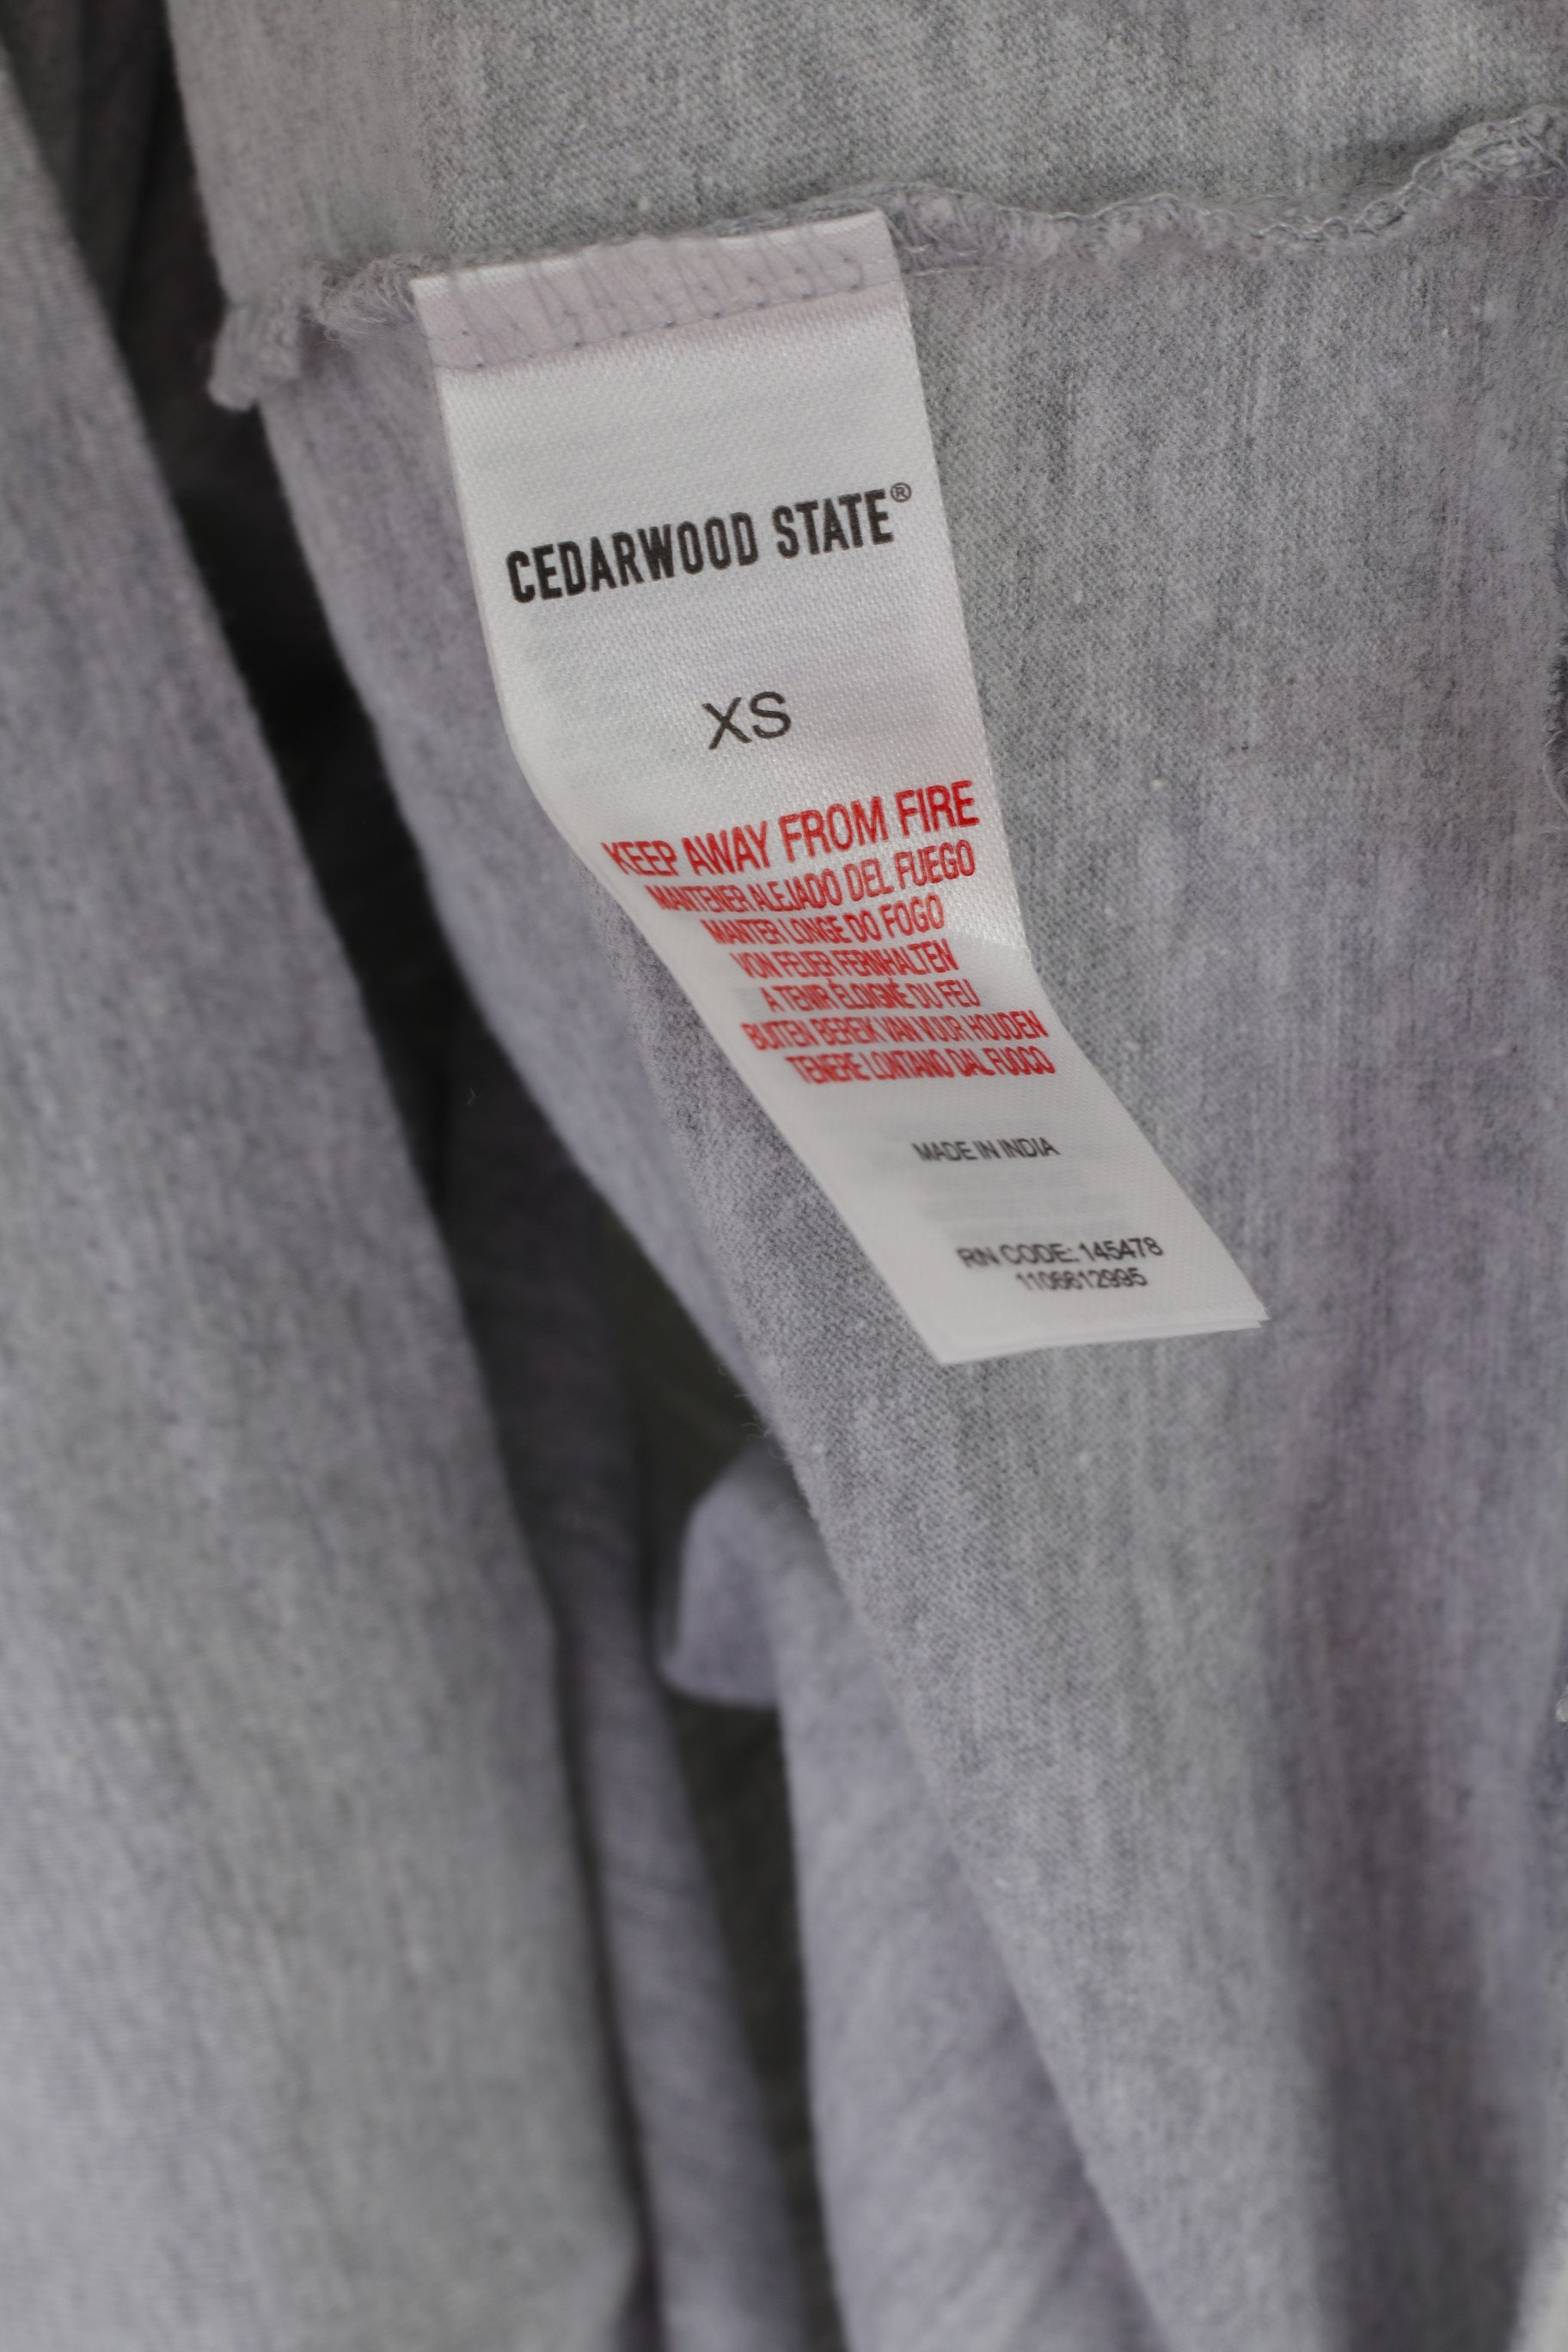 CEDARWOOD STATE®
XS
KEEP AWAY FROM FIRE
MANTENER ALEJADO DEL FUEGO
MANTER LONGE DO FOGO
VON FEUER FERNHALTEN
A TENIR ÉLOIGNÉ DU FEU
BUITEN BEREIK VAN VUUR HOUDEN
TENERE LONTANO DAL FUOCO
MADE IN INDIA
RN CODE: 145478
1106612995